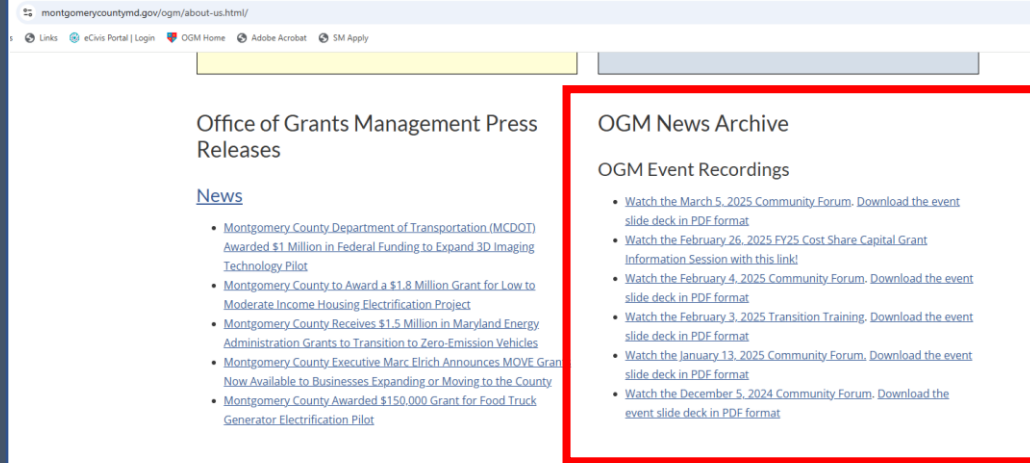 montgomerycountymd.gov/ogm/about-us.html/
s Links eCivis Portal | Login OGM Home Adobe Acrobat SM Apply
Office of Grants Management Press
Releases
News
Montgomery County Department of Transportation (MCDOT)
Awarded $1 Million in Federal Funding to Expand 3D Imaging
Technology Pilot
Montgomery County to Award a $1.8 Million Grant for Low to
Moderate Income Housing Electrification Project
Montgomery County Receives $1.5 Million in Maryland Energy
Administration Grants to Transition to Zero-Emission Vehicles
Montgomery County Executive Marc Elrich Announces MOVE Gran
Now Available to Businesses Expanding or Moving to the County
Montgomery County Awarded $150,000 Grant for Food Truck
Generator Electrification Pilot
OGM News Archive
OGM Event Recordings
Watch the March 5, 2025 Community Forum. Download the event
slide deck in PDF format
Watch the February 26, 2025 FY25 Cost Share Capital Grant
Information Session with this link!
Watch the February 4, 2025 Community Forum. Download the event
slide deck in PDF format
Watch the February 3, 2025 Transition Training. Download the event
slide deck in PDF format
Watch the January 13, 2025 Community Forum. Download the event
slide deck in PDF format
Watch the December 5, 2024 Community Forum. Download the
event slide deck in PDF format